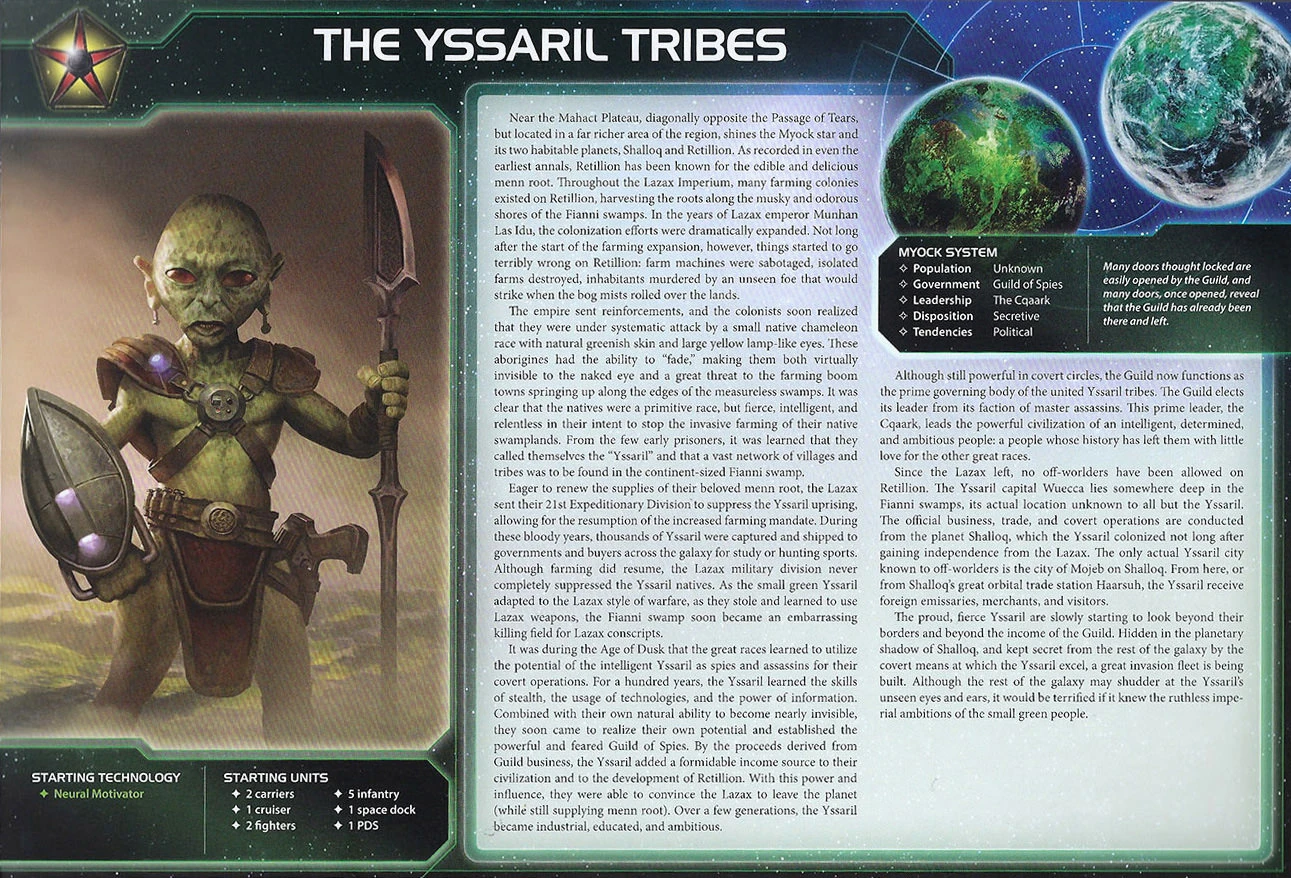 THE YSSARIL TRIBES
Near the Mahact Plateau, diagonally opposite the Passage of Tears,
but located in a far richer area of the region, shines the Myock star and
its two habitable planets, Shalloq and Retillion. As recorded in even the
earliest annals, Retillion has been known for the edible and delicious
menn root. Throughout the Lazax Imperium, many farming colonies
existed on Retillion, harvesting the roots along the musky and odorous
shores of the Fianni swamps. In the years of Lazax emperor Munhan
Las Idu, the colonization efforts were dramatically expanded. Not long
after the start of the farming expansion, however, things started to go
terribly wrong on Retillion: farm machines were sabotaged, isolated
farms destroyed, inhabitants murdered by an unseen foe that would
strike when the bog mists rolled over the lands.
The empire sent reinforcements, and the colonists soon realized
that they were under systematic attack by a small native chameleon
race with natural greenish skin and large yellow lamp-like eyes. These
aborigines had the ability to “fade,” making them both virtually
invisible to the naked eye and a great threat to the farming boom
towns springing up along the edges of the measureless swamps. It was
clear that the natives were a primitive race, but fierce, intelligent, and
relentless in their intent to stop the invasive farming of their native
swamplands. From the few early prisoners, it was learned that they
called themselves the “Yssaril” and that a vast network of villages and
tribes was to be found in the continent-sized Fianni swamp.
Eager to renew the supplies of their beloved menn root, the Lazax
sent their 21st Expeditionary Division to suppress the Yssaril uprising,
allowing for the resumption of the increased farming mandate. During
these bloody years, thousands of Yssaril were captured and shipped to
governments and buyers across the galaxy for study or hunting sports.
Although farming did resume, the Lazax military division never
completely suppressed the Yssaril natives. As the small green Yssaril
adapted to the Lazax style of warfare, as they stole and learned to use
Lazax weapons, the Fianni swamp soon became an embarrassing
killing field for Lazax conscripts.
It was during the Age of Dusk that the great races learned to utilize
the potential of the intelligent Yssaril as spies and assassins for their
covert operations. For a hundred years, the Yssaril learned the skills
of stealth, the usage of technologies, and the power of information.
Combined with their own natural ability to become nearly invisible,
they soon came to realize their own potential and established the
powerful and feared Guild of Spies. By the proceeds derived from
Guild business, the Yssaril added a formidable income source to their
civilization and to the development of Retillion. With this power and
influence, they were able to convince the Lazax to leave the planet
(while still supplying menn root). Over a few generations, the Yssaril
became industrial, educated, and ambitious.
MYOCK SYSTEM
✧ Population Unknown
✧ Government Guild of Spies
✧ Leadership The Cqaark
✧ Disposition Secretive
✧ Tendencies Political
Many doors thought locked are
easily opened by the Guild, and
many doors, once opened, reveal
that the Guild has already been
there and left.
Although still powerful in covert circles, the Guild now functions as
the prime governing body of the united Yssaril tribes. The Guild elects
its leader from its faction of master assassins. This prime leader, the
Cqaark, leads the powerful civilization of an intelligent, determined,
and ambitious people: a people whose history has left them with little
love for the other great races.
Since the Lazax left, no off-worlders have been allowed on
Retillion. The Yssaril capital Wuecca lies somewhere deep in the
Fianni swamps, its actual location unknown to all but the Yssaril.
The official business, trade, and covert operations are conducted
from the planet Shalloq, which the Yssaril colonized not long after
gaining independence from the Lazax. The only actual Yssaril city
known to off-worlders is the city of Mojeb on Shalloq. From here, or
from Shalloq’s great orbital trade station Haarsuh, the Yssaril receive
foreign emissaries, merchants, and visitors.
The proud, fierce Yssaril are slowly starting to look beyond their
borders and beyond the income of the Guild. Hidden in the planetary
shadow of Shalloq, and kept secret from the rest of the galaxy by the
covert means at which the Yssaril excel, a great invasion fleet is being
built. Although the rest of the galaxy may shudder at the Yssaril’s
unseen eyes and ears, it would be terrified if it knew the ruthless impe-
rial ambitions of the small green people.
STARTING TECHNOLOGY
✦ Neural Motivator
STARTING UNITS
✦ 2 carriers
✦ 1 cruiser
✦ 2 fighters
✦ 5 infantry
✦ 1 space dock
✦ 1 PDS